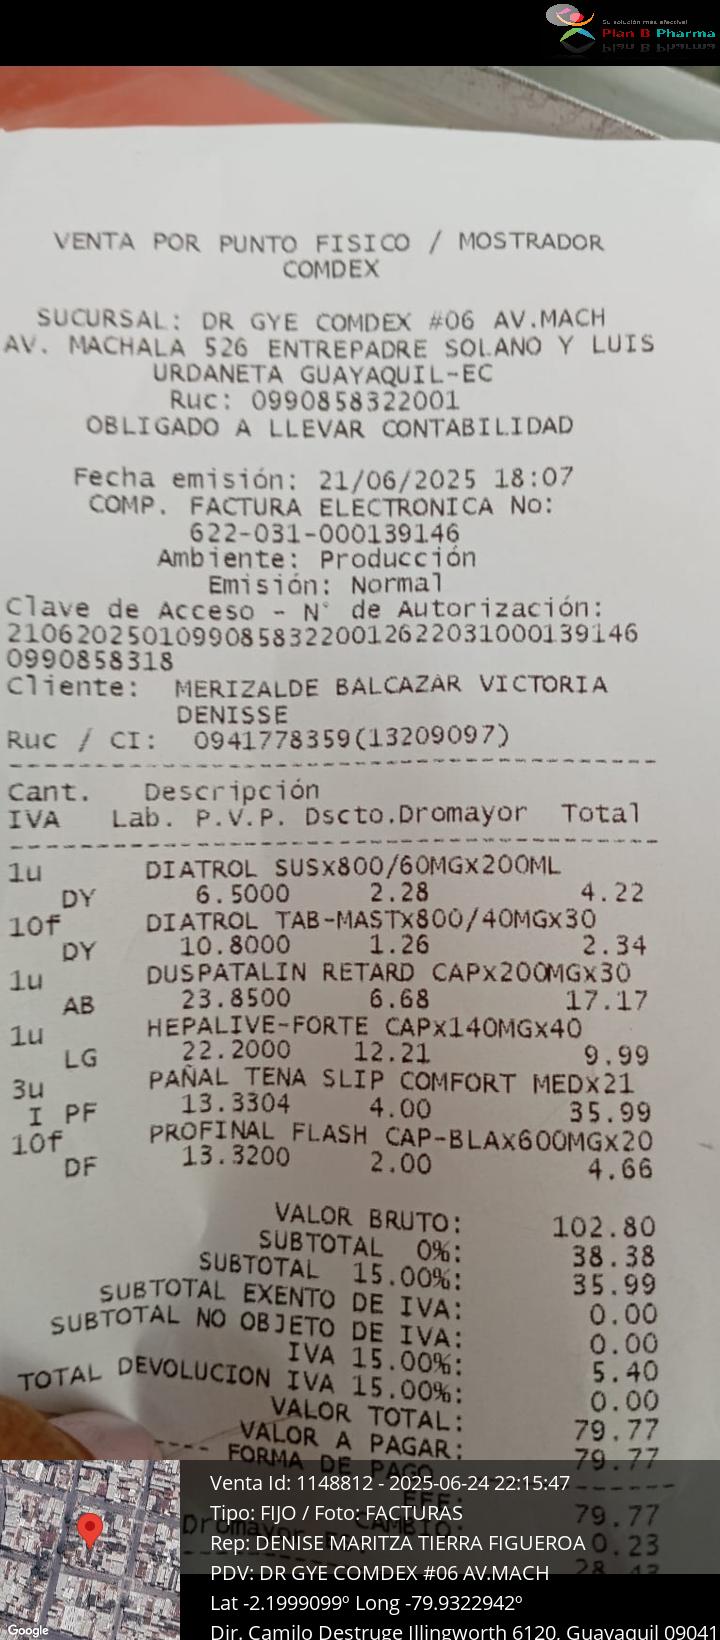 Su solución más efectiva!
Plan B Pharma
VENTA POR PUNTO FISICO / MOSTRADOR
COMDEX
SUCURSAL: DR GYE COMDEX #06 AV.MACH
AV. MACHALA 526 ENTREPADRE SOLANO Y LUIS
URDANETA GUAYAQUIL-EC
Ruc: 0990858322001
OBLIGADO A LLEVAR CONTABILIDAD
Fecha emisión: 21/06/2025 18:07
COMP. FACTURA ELECTRONICA No:
622-031-000139146
Ambiente: Producción
Emisión: Normal
Clave de Acceso - N° de Autorización:
210620250109908583220012622031000139146
0990858318
Cliente: MERIZALDE BALCAZAR VICTORIA
DENISSE
Ruc / CI: 0941778359(13209097)
Cant. Descripción
IVA Lab. P.V.P. Dscto.Dromayor Total
1u DIATROL SUSx800/60MGx200ML
DY 6.5000 2.28 4.22
10f DIATROL TAB-MASTx800/40MGx30
DY 10.8000 1.26 2.34
1u DUSPATALIN RETARD CAPx200MGx30
AB 23.8500 6.68 17.17
1u HEPALIVE-FORTE CAPx140MGx40
LG 22.2000 12.21 9.99
3u PAÑAL TENA SLIP COMFORT MEDx21
I PF 13.3304 4.00 35.99
10f PROFINAL FLASH CAP-BLAx600MGx20
DF 13.3200 2.00 4.66
VALOR BRUTO: 102.80
SUBTOTAL 0%: 38.38
SUBTOTAL 15.00%: 35.99
SUBTOTAL EXENTO DE IVA: 0.00
SUBTOTAL NO OBJETO DE IVA: 0.00
IVA 15.00%: 5.40
TOTAL DEVOLUCION IVA 15.00%: 0.00
VALOR TOTAL: 79.77
VALOR A PAGAR: 79.77
FORMA DE PAGO
EFE: 79.77
CAMBIO: 0.23
Dromayor 28.43
Venta Id: 1148812 - 2025-06-24 22:15:47
Tipo: FIJO / Foto: FACTURAS
Rep: DENISE MARITZA TIERRA FIGUEROA
PDV: DR GYE COMDEX #06 AV.MACH
Lat -2.1999099º Long -79.9322942º
Dir. Camilo Destruge Illingworth 6120, Guayaquil 09041
Google